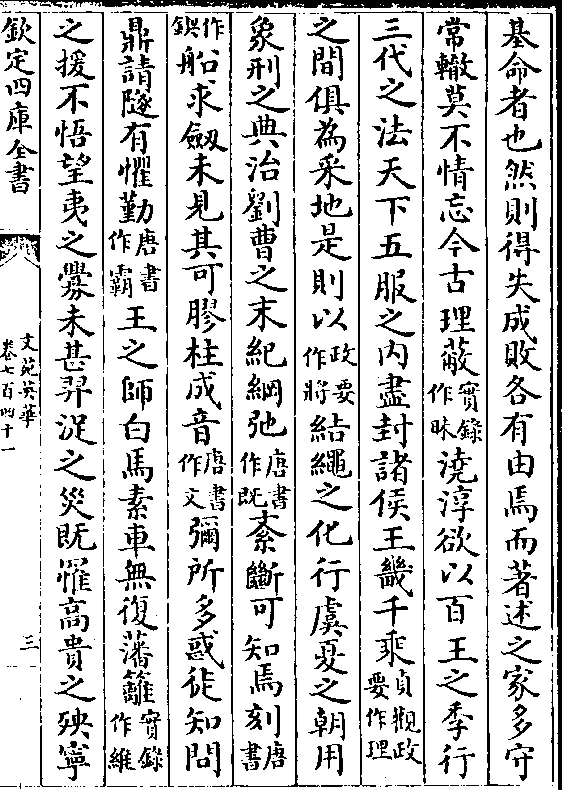 基命者也然則得失成敗各有由焉而著述之家多守
常轍莫不情忘今古理蔽實錄作昧澆淳欲以百王之季行
三代之法天下五服之内盡封諸侯王畿千乘貞觀政要作理
之間俱為采地是則以政要作將結繩之化行虞夏之朝用
象刑之典治劉曹之末紀綱弛唐書作既紊斷可知焉刻唐書
作鍥船求劔未見其可膠柱成音唐書作文彌所多惑徒知問
鼎請隧有懼勤唐書作霸王之師白馬素車無復藩籬實錄作維
之援不悟望夷之釁未甚羿浞之災既罹高貴之殃寧
欽定四庫全書
文苑英華
卷七百四十一
三